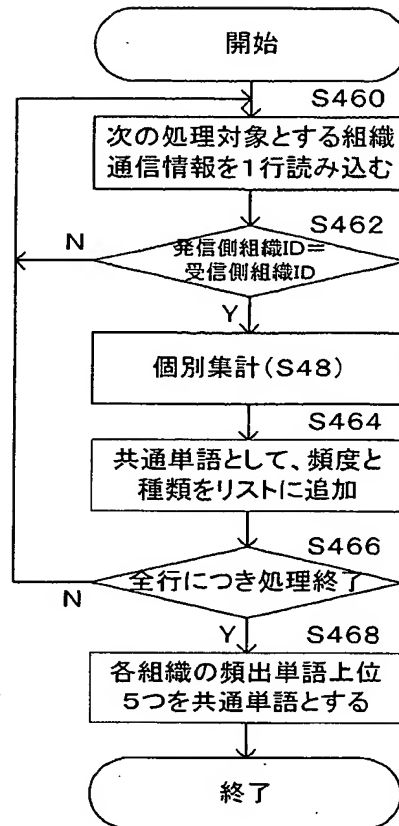 開始
S460
次の処理対象とする組織
通信情報を1行読み込む
S462
N
発信側組織ID=
受信側組織ID
Y
個別集計(S48)
S464
共通単語として、頻度と
種類をリストに追加
S466
全行につき処理終了
N
Y
S468
各組織の頻出単語上位
5つを共通単語とする
終了